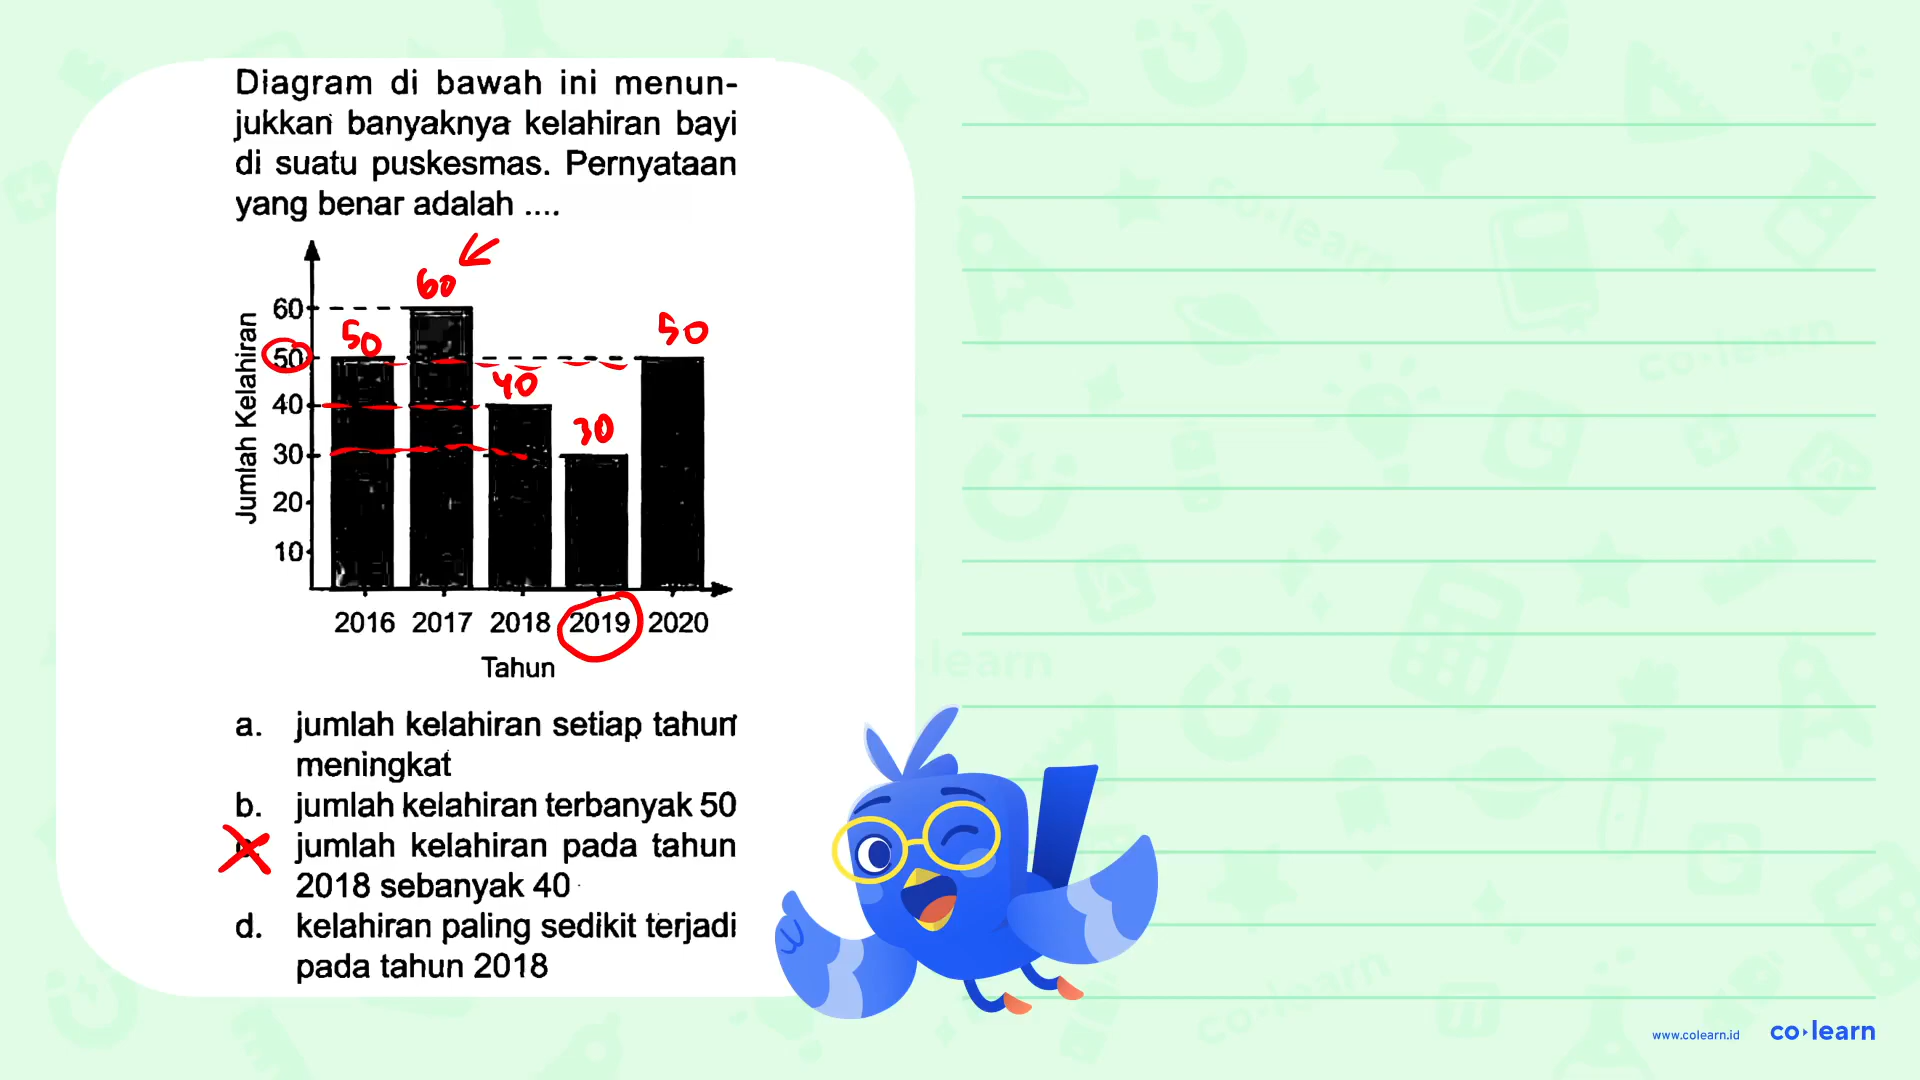 Diagram di bawah ini menun-
jukkan banyaknya kelahiran bayi
di suatu puskesmas. Pernyataan
yang benar adalah ....
60
60
50
50
50
40
40
30
30
20
10
Jumlah Kelahiran
2016 2017 2018 2019 2020
Tahun
a. jumlah kelahiran setiap tahun
meningkat
b. jumlah kelahiran terbanyak 50
jumlah kelahiran pada tahun
2018 sebanyak 40
d. kelahiran paling sedikit terjadi
pada tahun 2018
www.colearn.id co learn